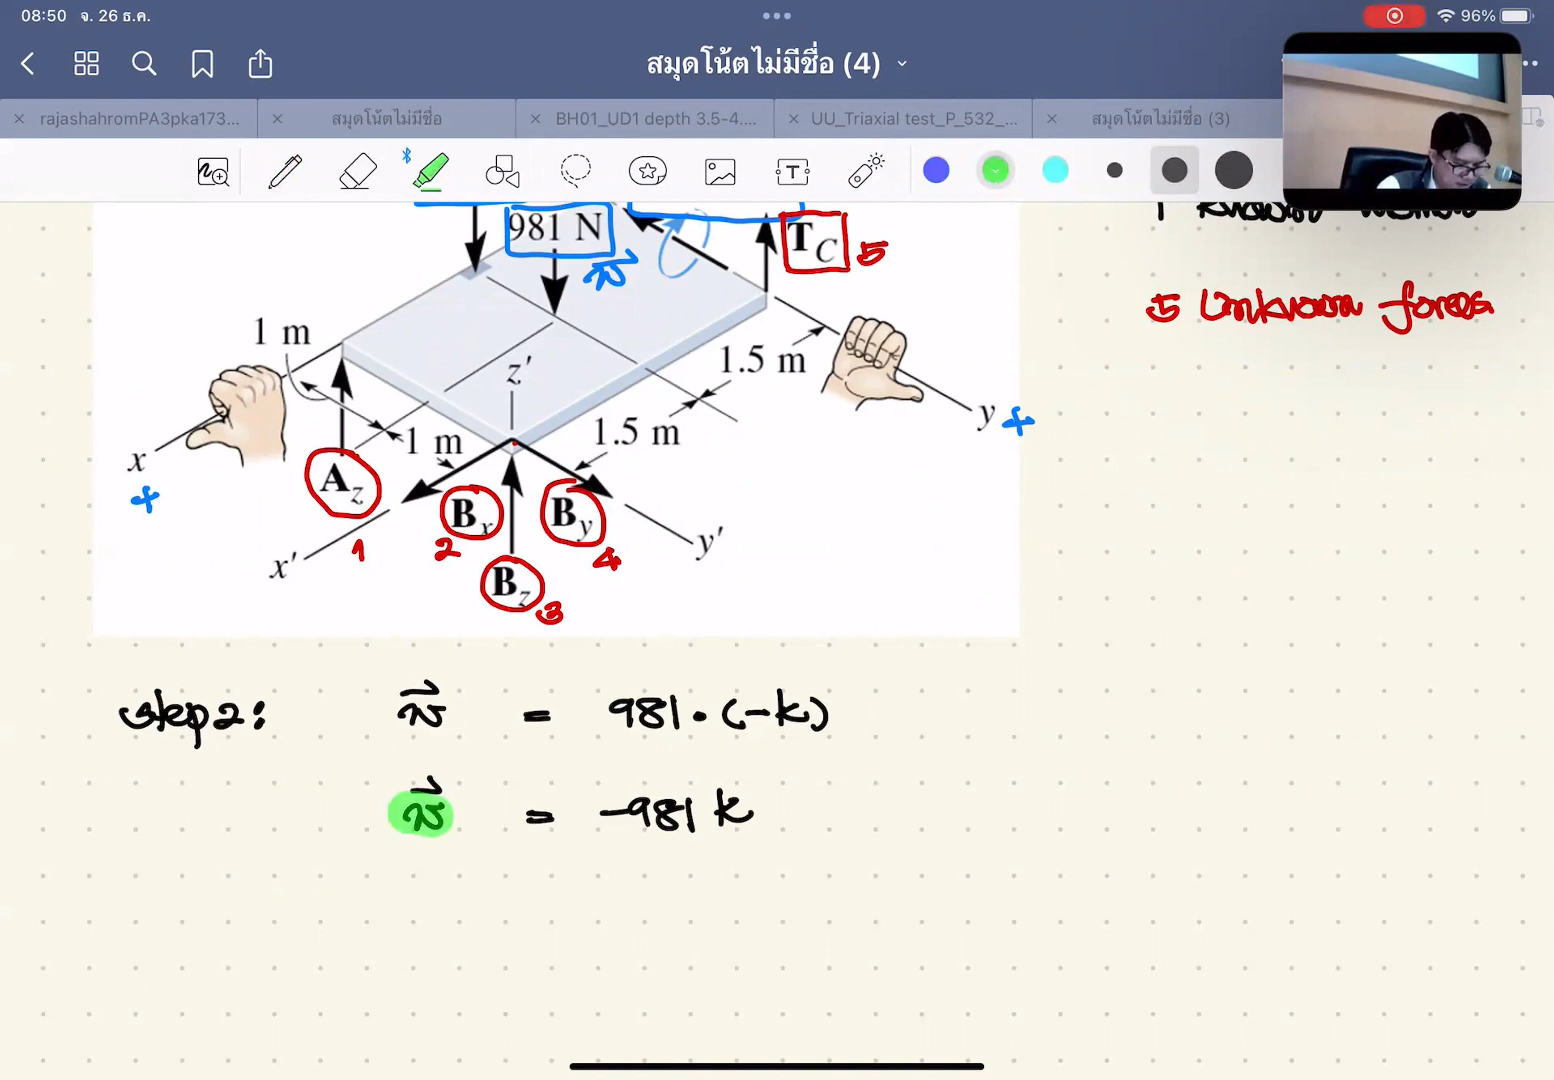 08:50 จ. 26 ธ.ค.
96%
สมุดโน้ตไม่มีชื่อ (4)
rajashahromPA3pka173...
สมุดโน้ตไม่มีชื่อ
BH01_UD1 depth 3.5-4....
UU_Triaxial test_P_532_...
สมุดโน้ตไม่มีชื่อ (3)
981 N
T_C 5
5 Unknown forces
1 m
z'
1.5 m
y +
1 m
1.5 m
x
+
A_z
B_x
B_y
1
2
4
x'
y'
B_z
3
step 2: = 981 · (-k)
= -981 k